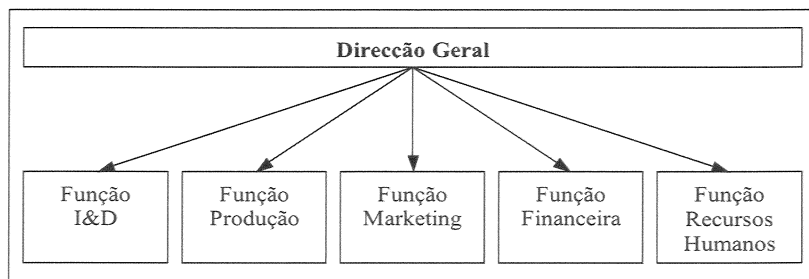 Direcção Geral
Função
I&D
Função
Produção
Função
Marketing
Função
Financeira
Função
Recursos
Humanos